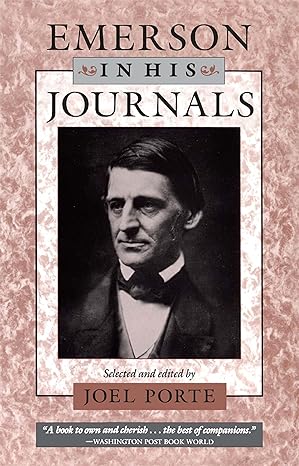 EMERSON
IN HIS
JOURNALS
Selected and edited by
JOEL PORTE
"A book to own and cherish . . . the best of companions."
—WASHINGTON POST BOOK WORLD